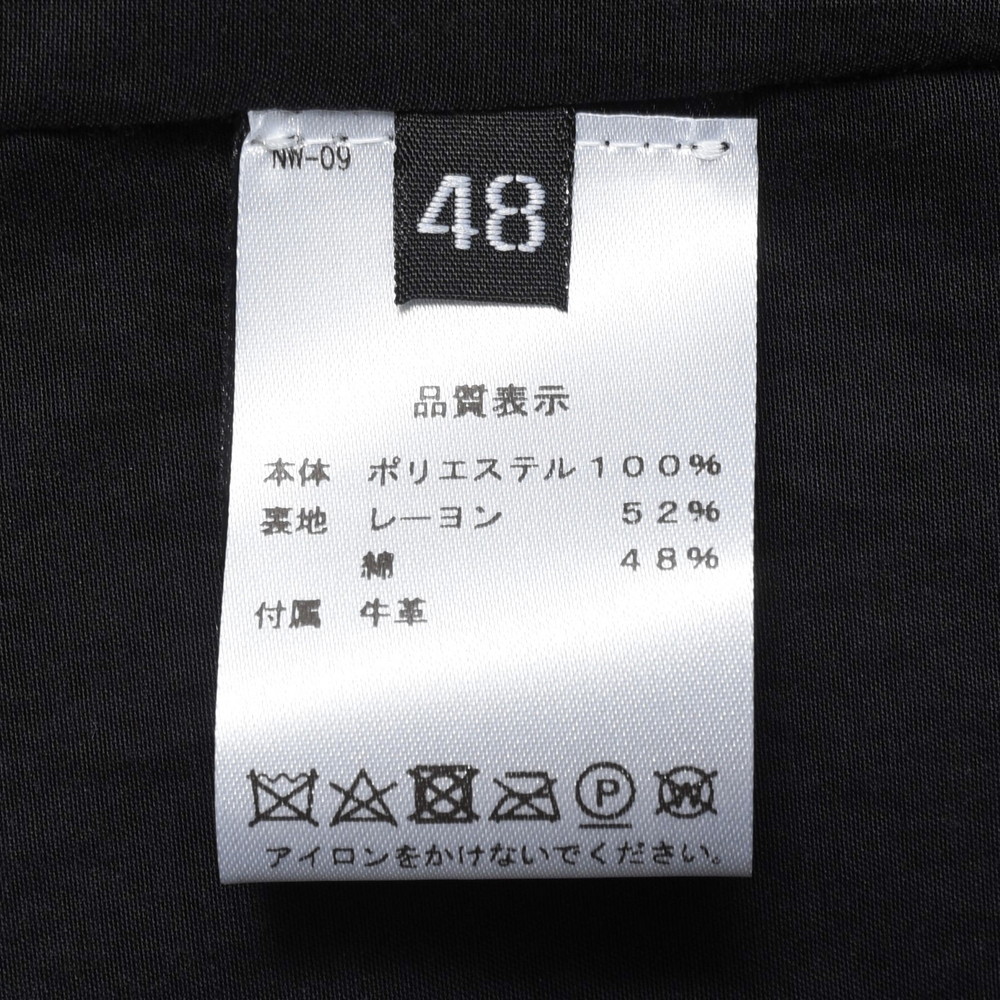 NW-09
48
品質表示
本体 ポリエステル100%
裏地 レーヨン 52%
綿 48%
付属 牛革
P W
アイロンをかけないでください。